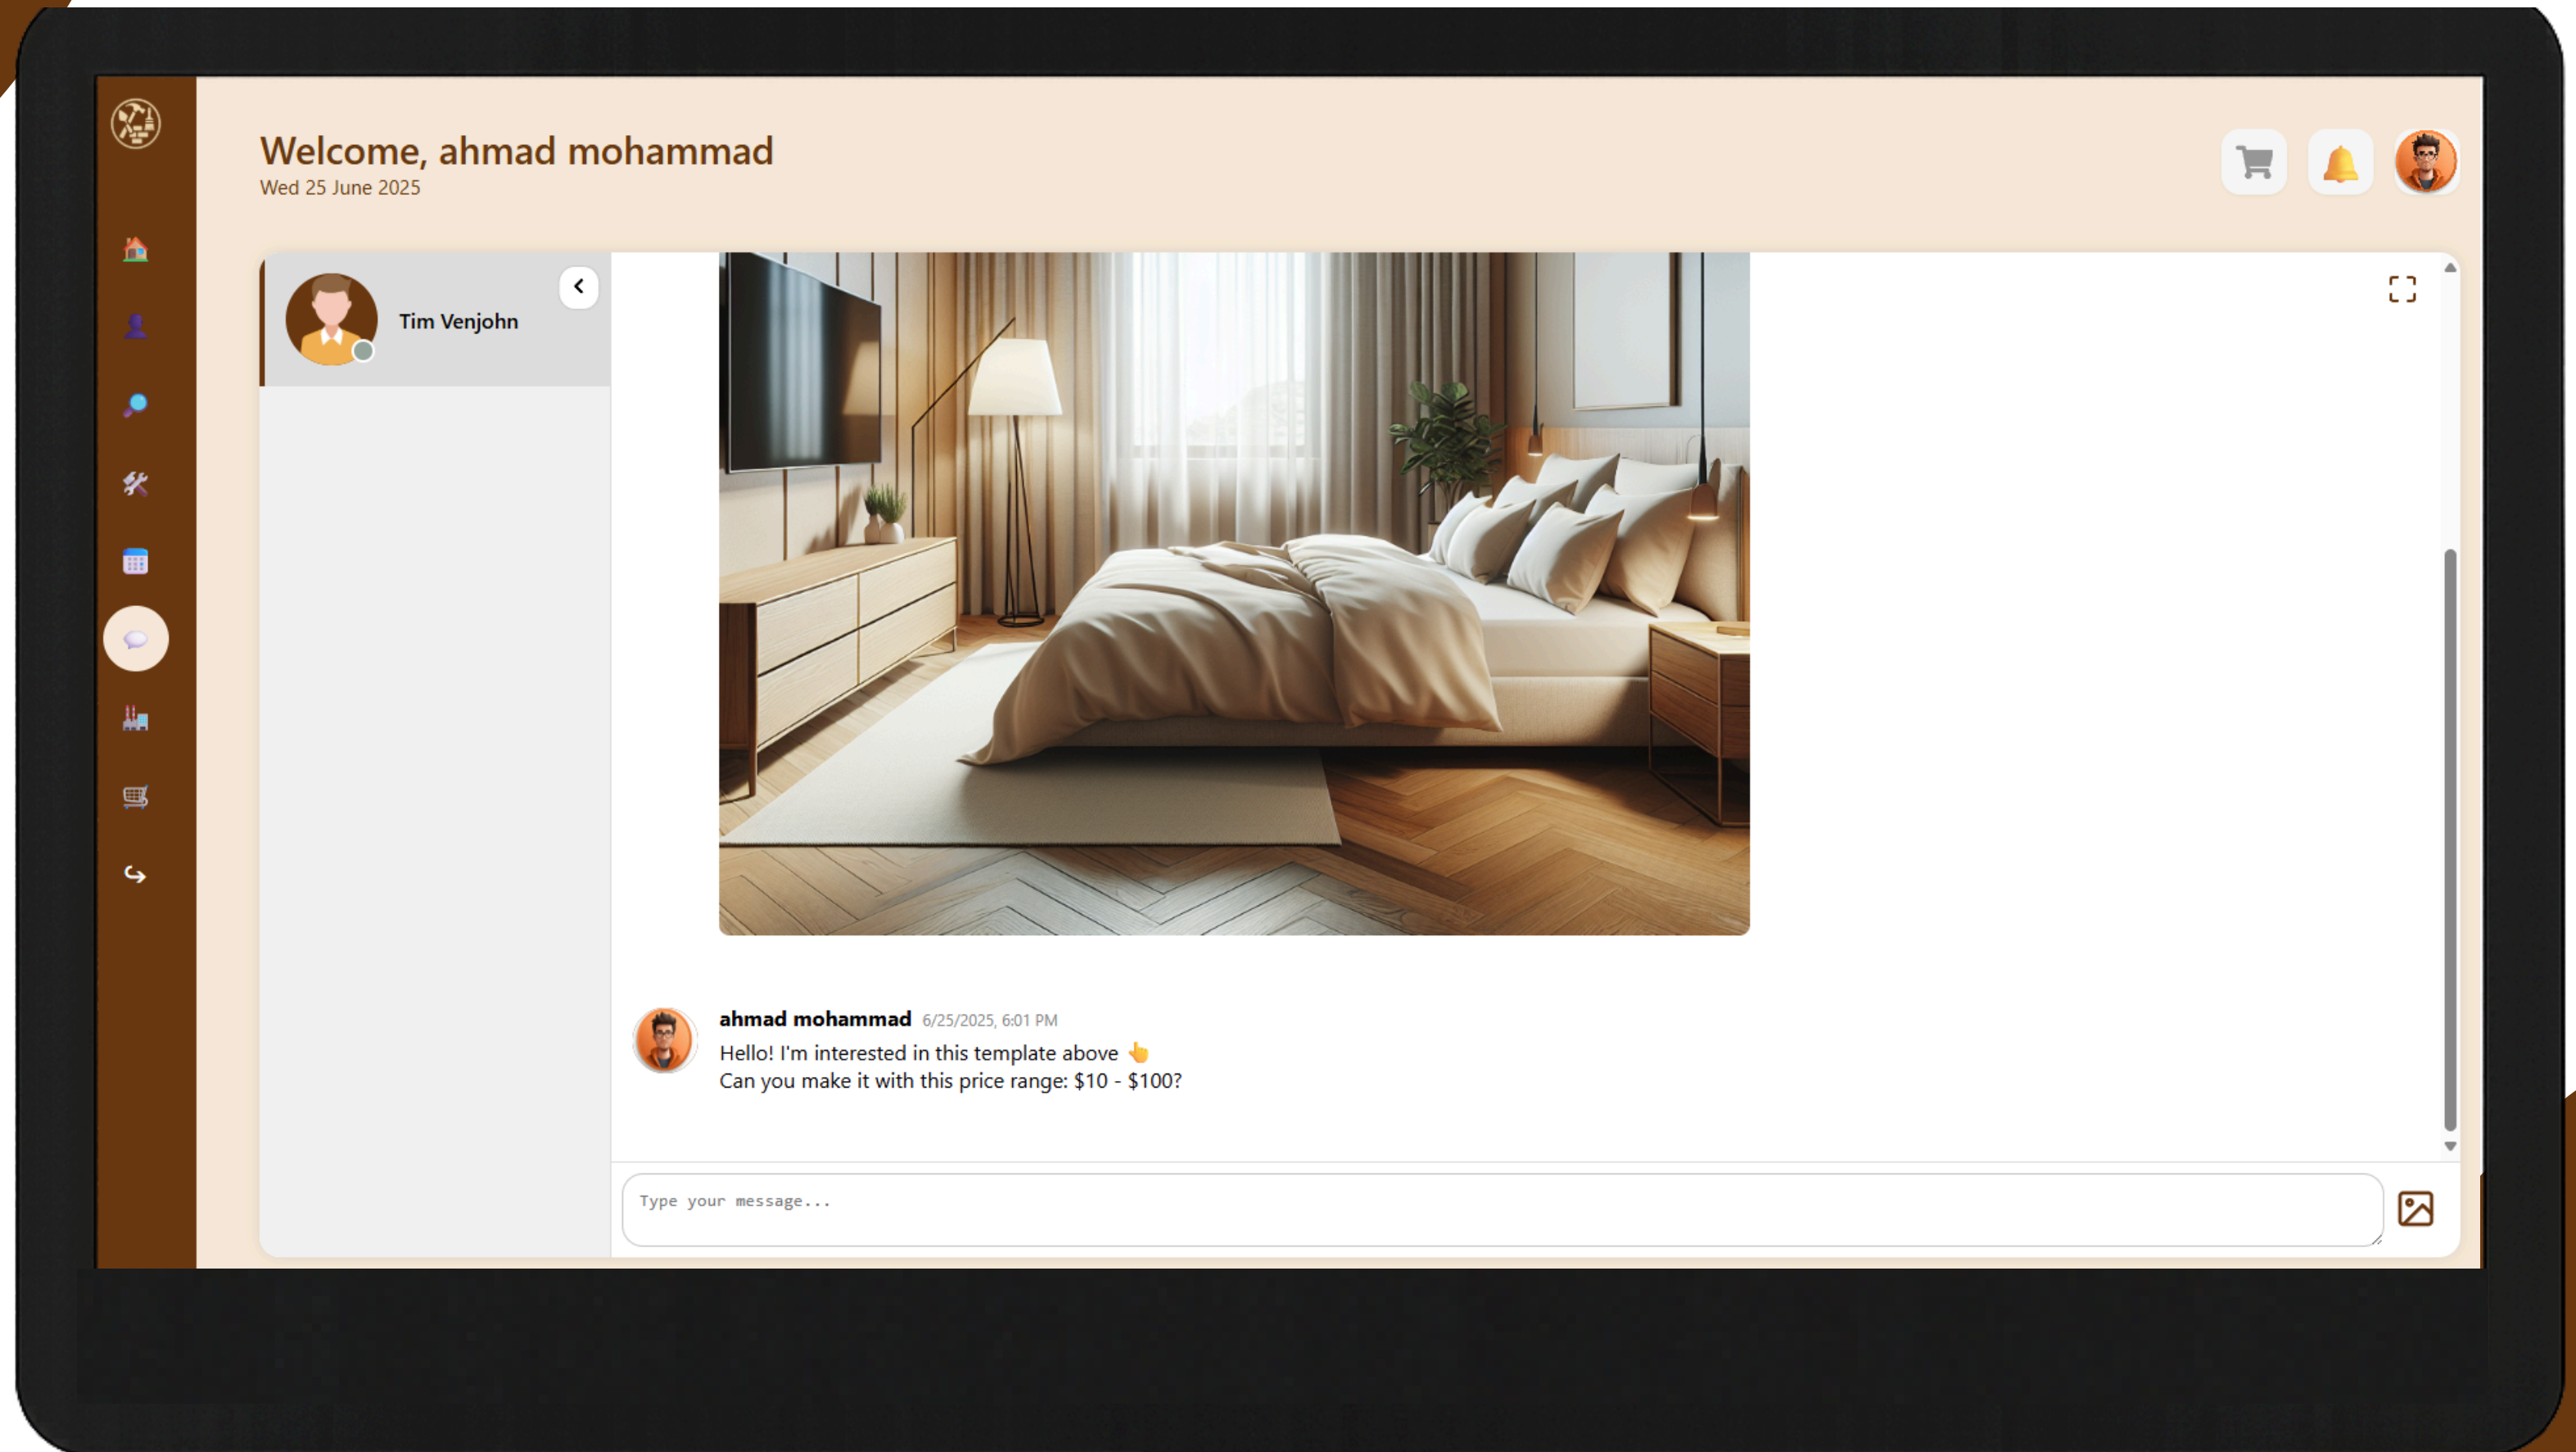 Welcome, ahmad mohammad
Wed 25 June 2025
Tim Venjohn
ahmad mohammad 6/25/2025, 6:01 PM
Hello! I'm interested in this template above 👆
Can you make it with this price range: $10 - $100?
Type your message...